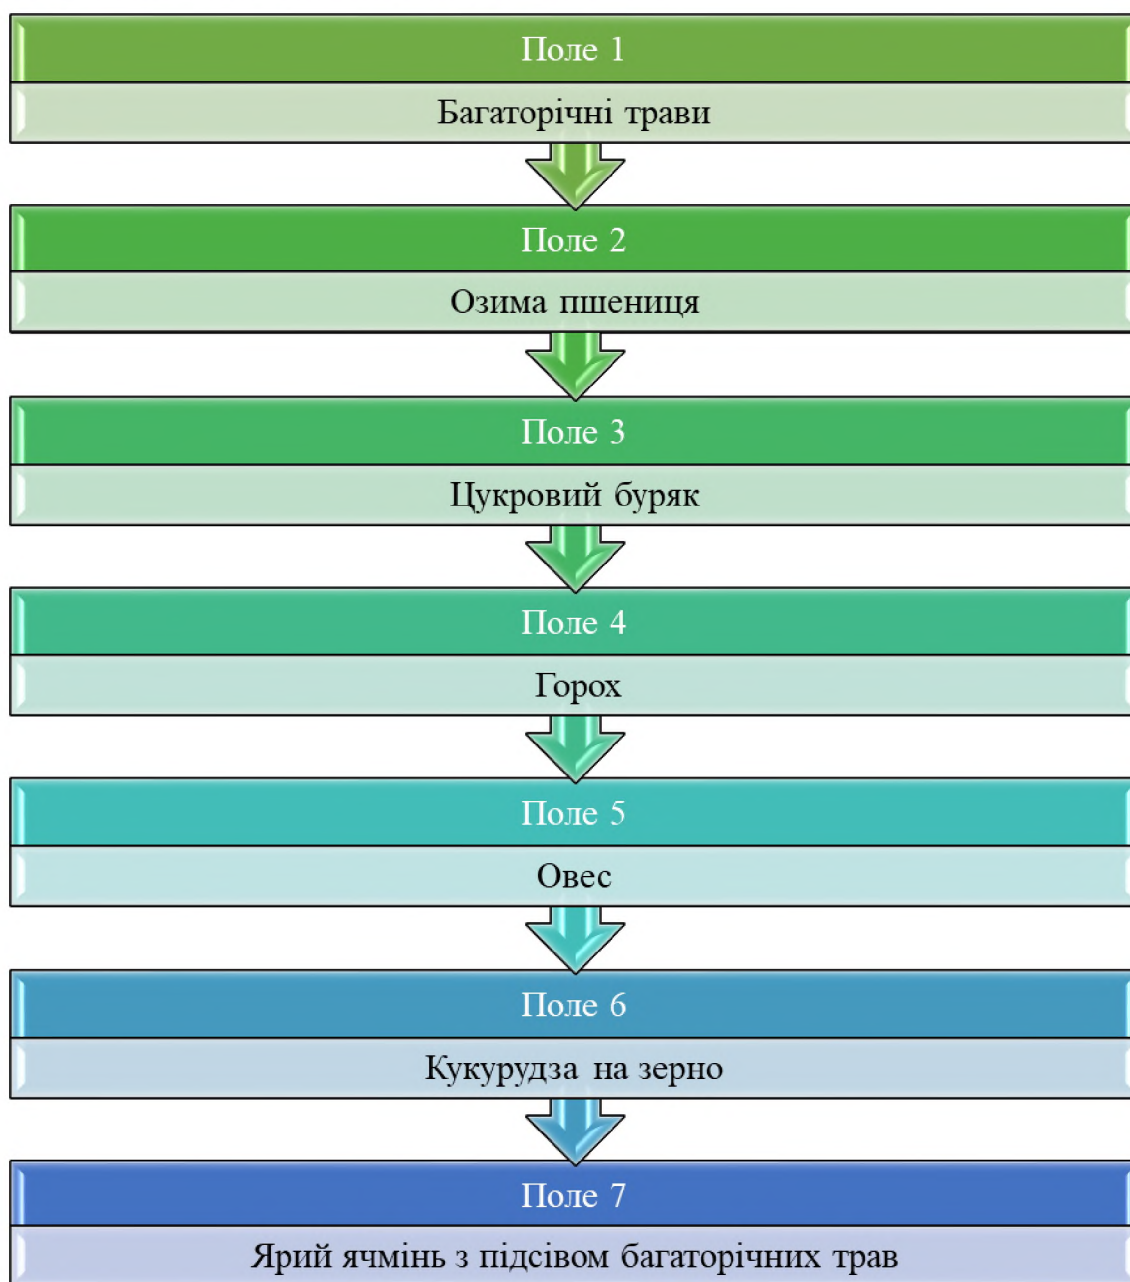 Поле 1
Багаторічні трави
Поле 2
Озима пшениця
Поле 3
Цукровий буряк
Поле 4
Горох
Поле 5
Овес
Поле 6
Кукурудза на зерно
Поле 7
Ярий ячмінь з підсівом багаторічних трав